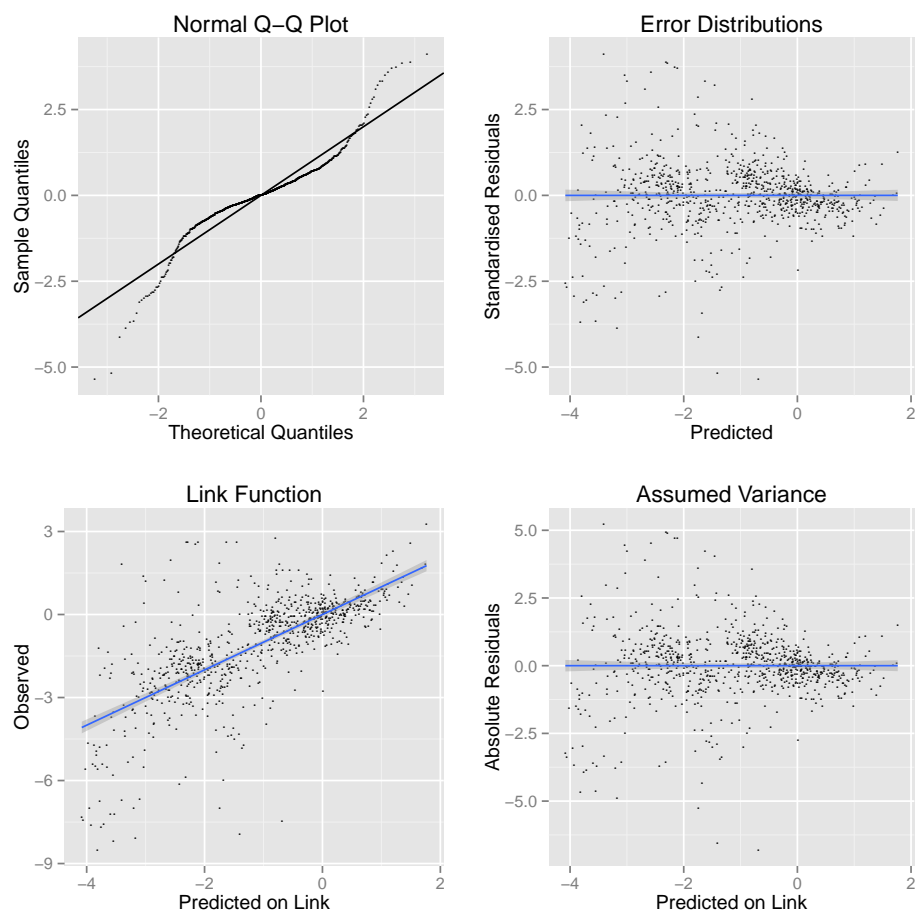 Normal Q−Q Plot
2.5
0.0
−2.5
−5.0
−2 0 2
Theoretical Quantiles
Sample Quantiles
Error Distributions
2.5
0.0
−2.5
−5.0
−4 −2 0 2
Predicted
Standardised Residuals
Link Function
3
0
−3
−6
−9
−4 −2 0 2
Predicted on Link
Observed
Assumed Variance
5.0
2.5
0.0
−2.5
−5.0
−4 −2 0 2
Predicted on Link
Absolute Residuals